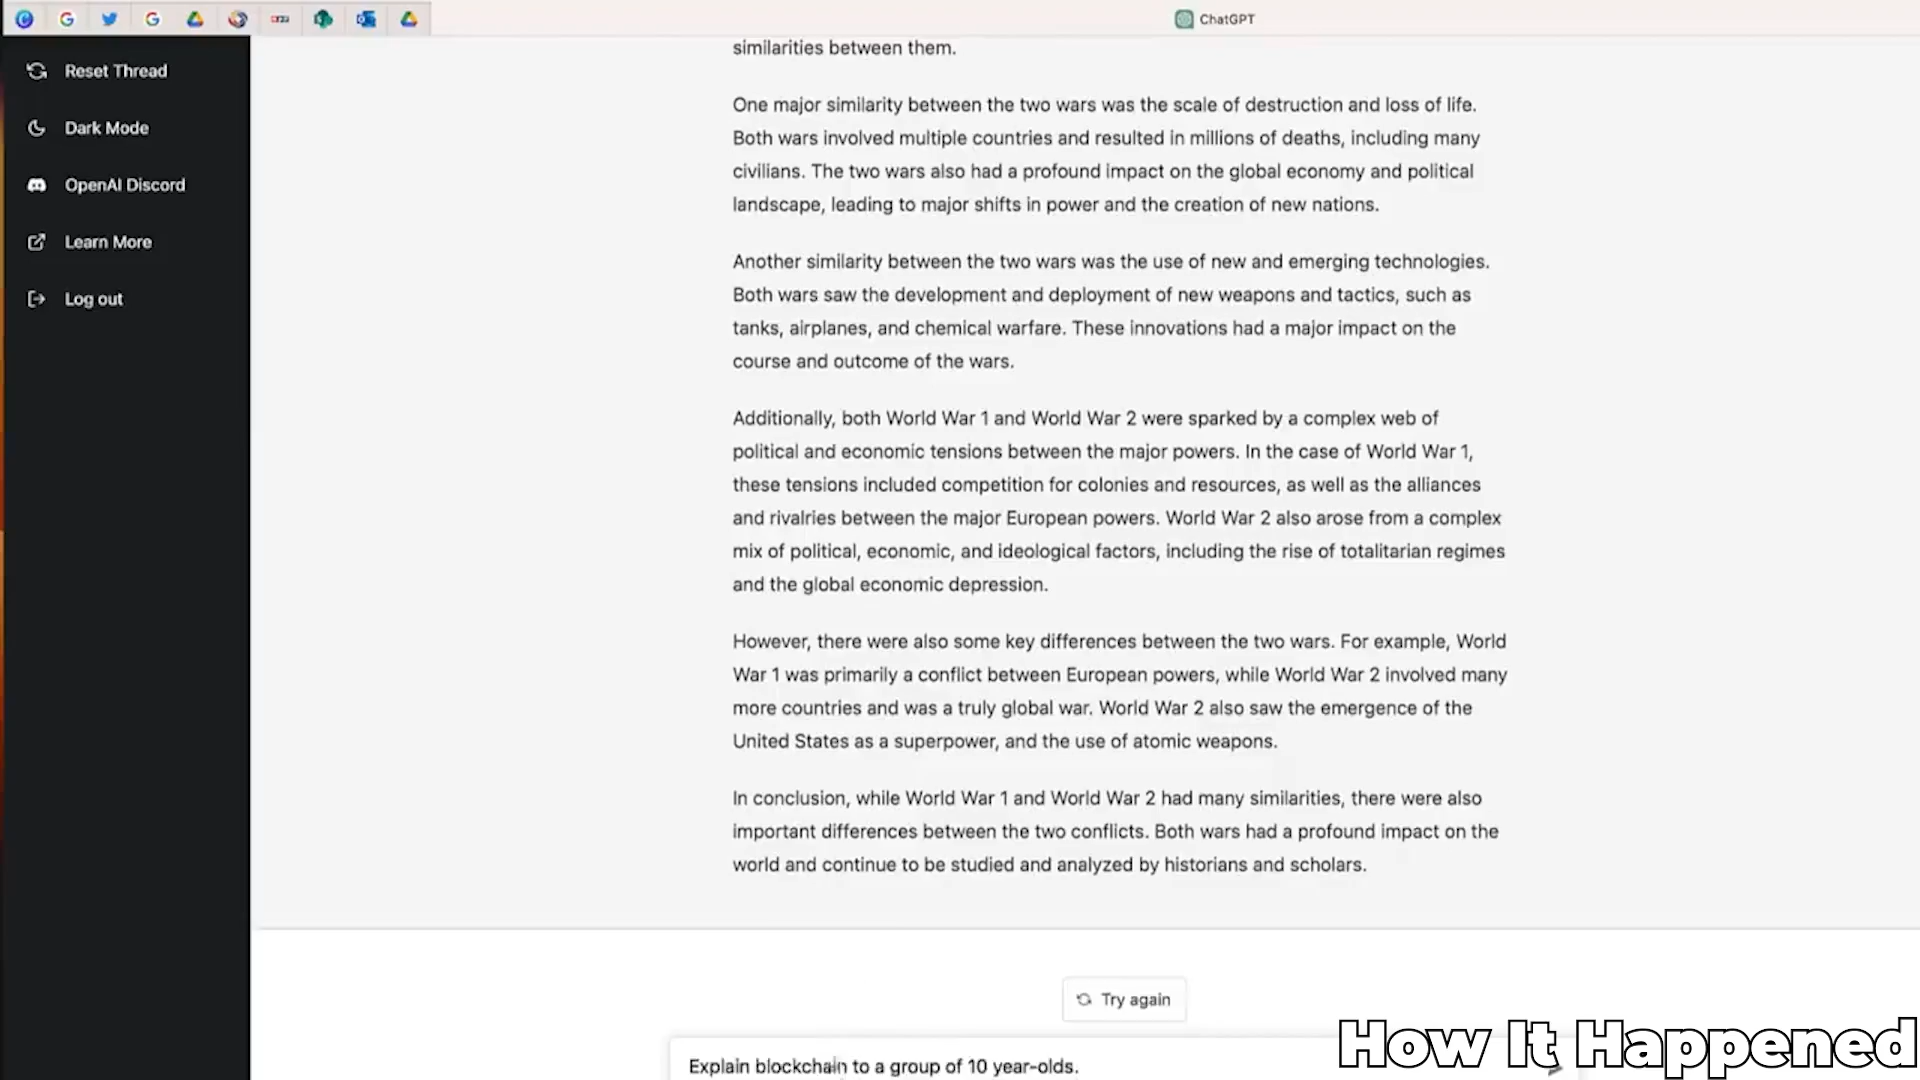 ChatGPT
Reset Thread
Dark Mode
OpenAI Discord
Learn More
Log out
similarities between them.
One major similarity between the two wars was the scale of destruction and loss of life.
Both wars involved multiple countries and resulted in millions of deaths, including many
civilians. The two wars also had a profound impact on the global economy and political
landscape, leading to major shifts in power and the creation of new nations.
Another similarity between the two wars was the use of new and emerging technologies.
Both wars saw the development and deployment of new weapons and tactics, such as
tanks, airplanes, and chemical warfare. These innovations had a major impact on the
course and outcome of the wars.
Additionally, both World War 1 and World War 2 were sparked by a complex web of
political and economic tensions between the major powers. In the case of World War 1,
these tensions included competition for colonies and resources, as well as the alliances
and rivalries between the major European powers. World War 2 also arose from a complex
mix of political, economic, and ideological factors, including the rise of totalitarian regimes
and the global economic depression.
However, there were also some key differences between the two wars. For example, World
War 1 was primarily a conflict between European powers, while World War 2 involved many
more countries and was a truly global war. World War 2 also saw the emergence of the
United States as a superpower, and the use of atomic weapons.
In conclusion, while World War 1 and World War 2 had many similarities, there were also
important differences between the two conflicts. Both wars had a profound impact on the
world and continue to be studied and analyzed by historians and scholars.
Try again
Explain blockchain to a group of 10 year-olds.
How It Happened